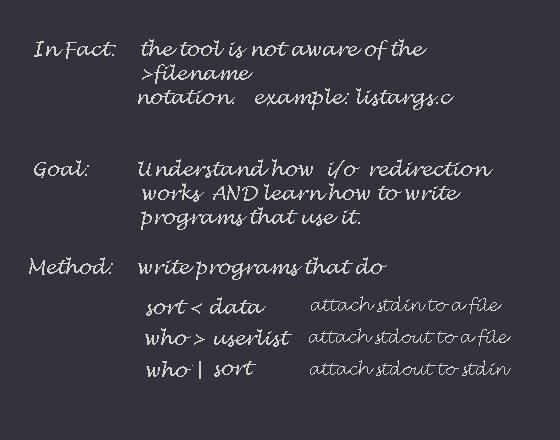 In Fact: the tool is not aware of the
>filename
notation. example: listargs.c
Goal: Understand how i/o redirection
works AND learn how to write
programs that use it.
Method: write programs that do
sort < data attach stdin to a file
who > userlist attach stdout to a file
who | sort attach stdout to stdin